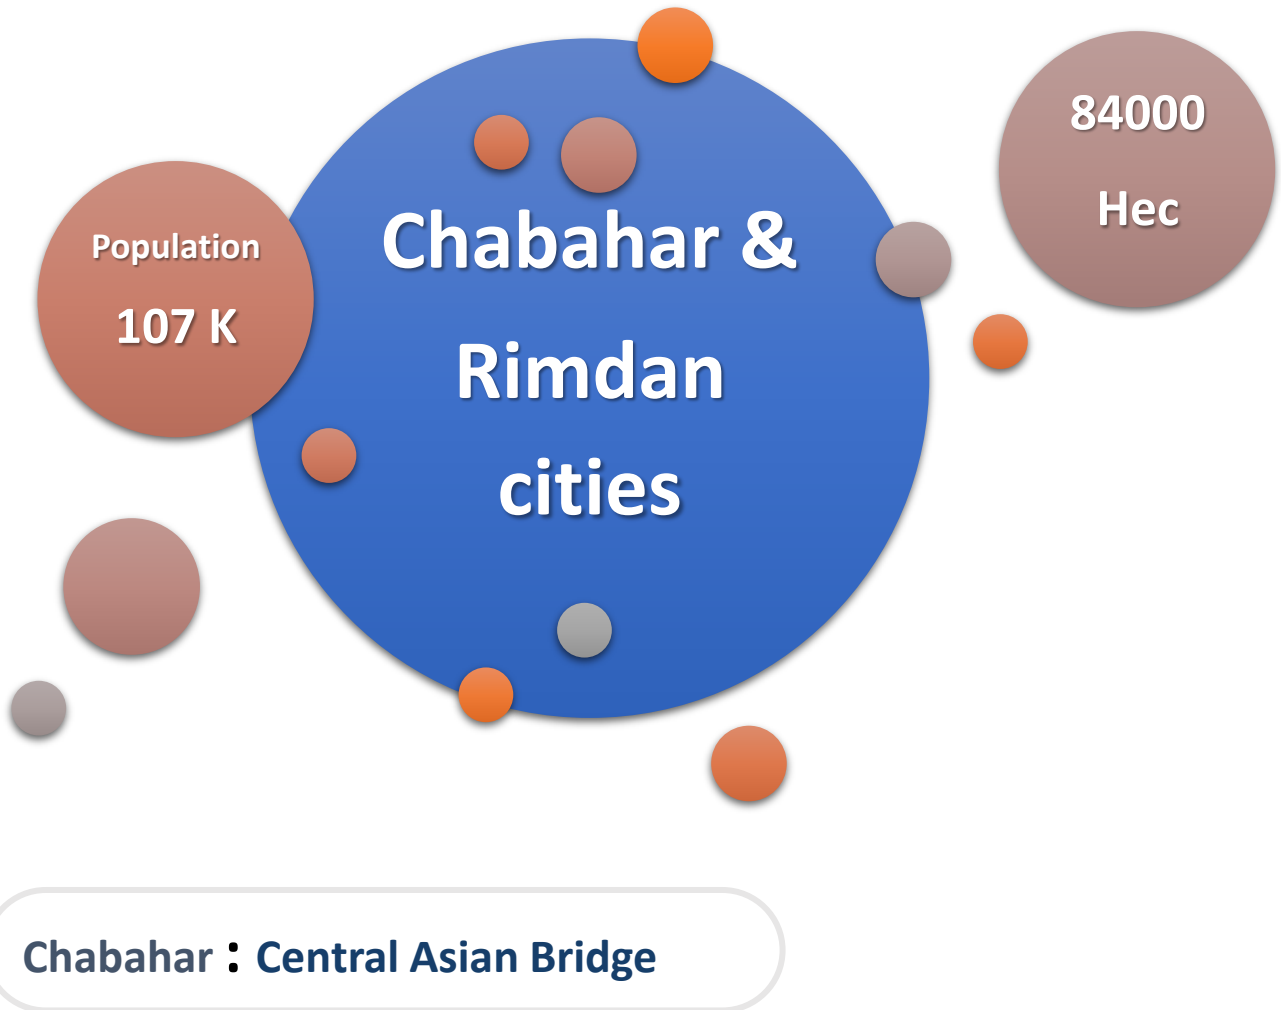 84000
Hec
Population
107 K
Chabahar &
Rimdan
cities
Chabahar : Central Asian Bridge